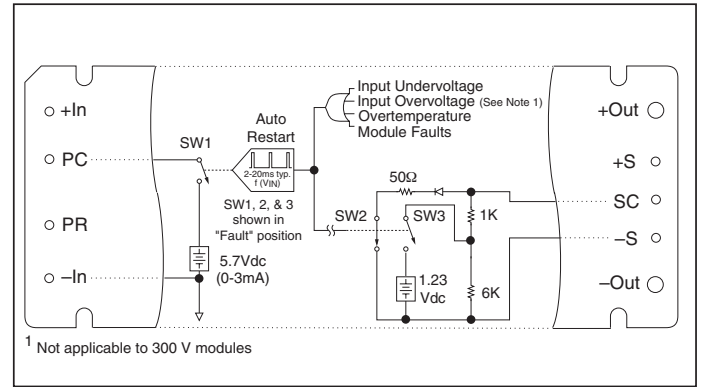 +In
PC
PR
–In
SW1
Auto
Restart
2-20ms typ.
f (VIN)
SW1, 2, & 3
shown in
"Fault" position
5.7Vdc
(0-3mA)
Input Undervoltage
Input Overvoltage (See Note 1)
Overtemperature
Module Faults
50Ω
SW2
SW3
1K
1.23
Vdc
6K
+Out
+S
SC
–S
–Out
1 Not applicable to 300 V modules